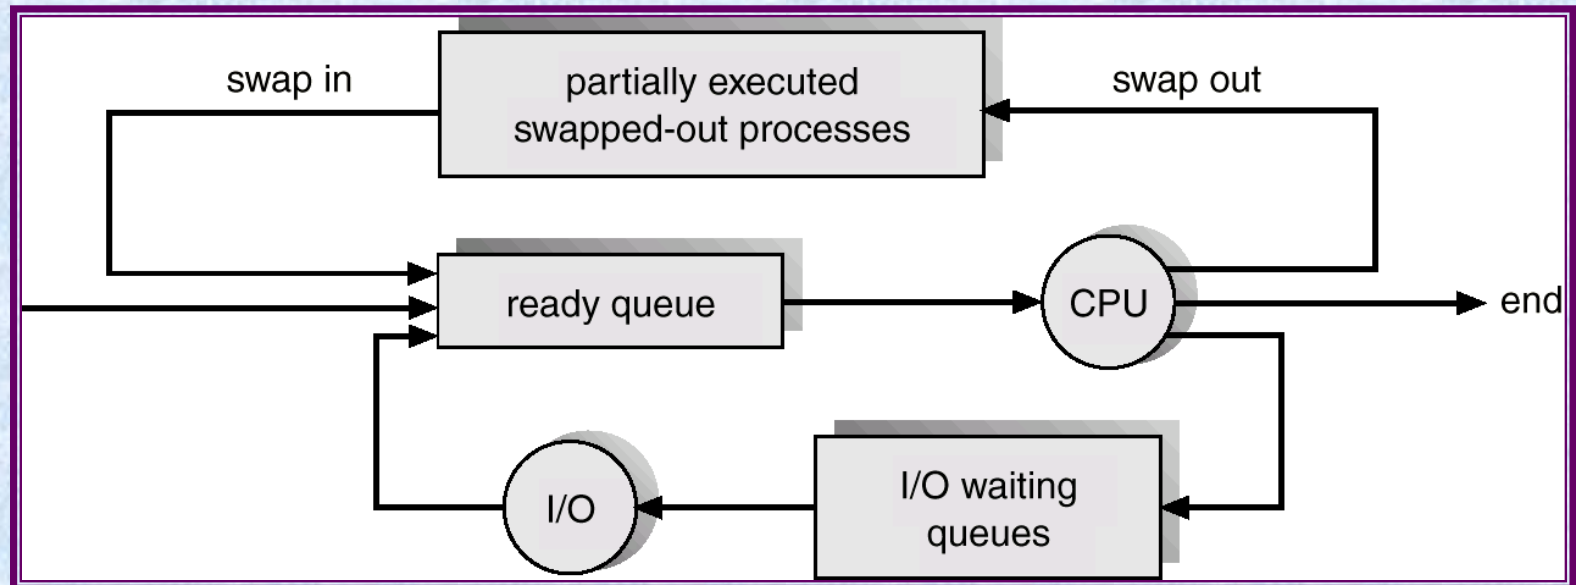 swap in
partially executed
swapped-out processes
swap out
ready queue
CPU
end
I/O
I/O waiting
queues